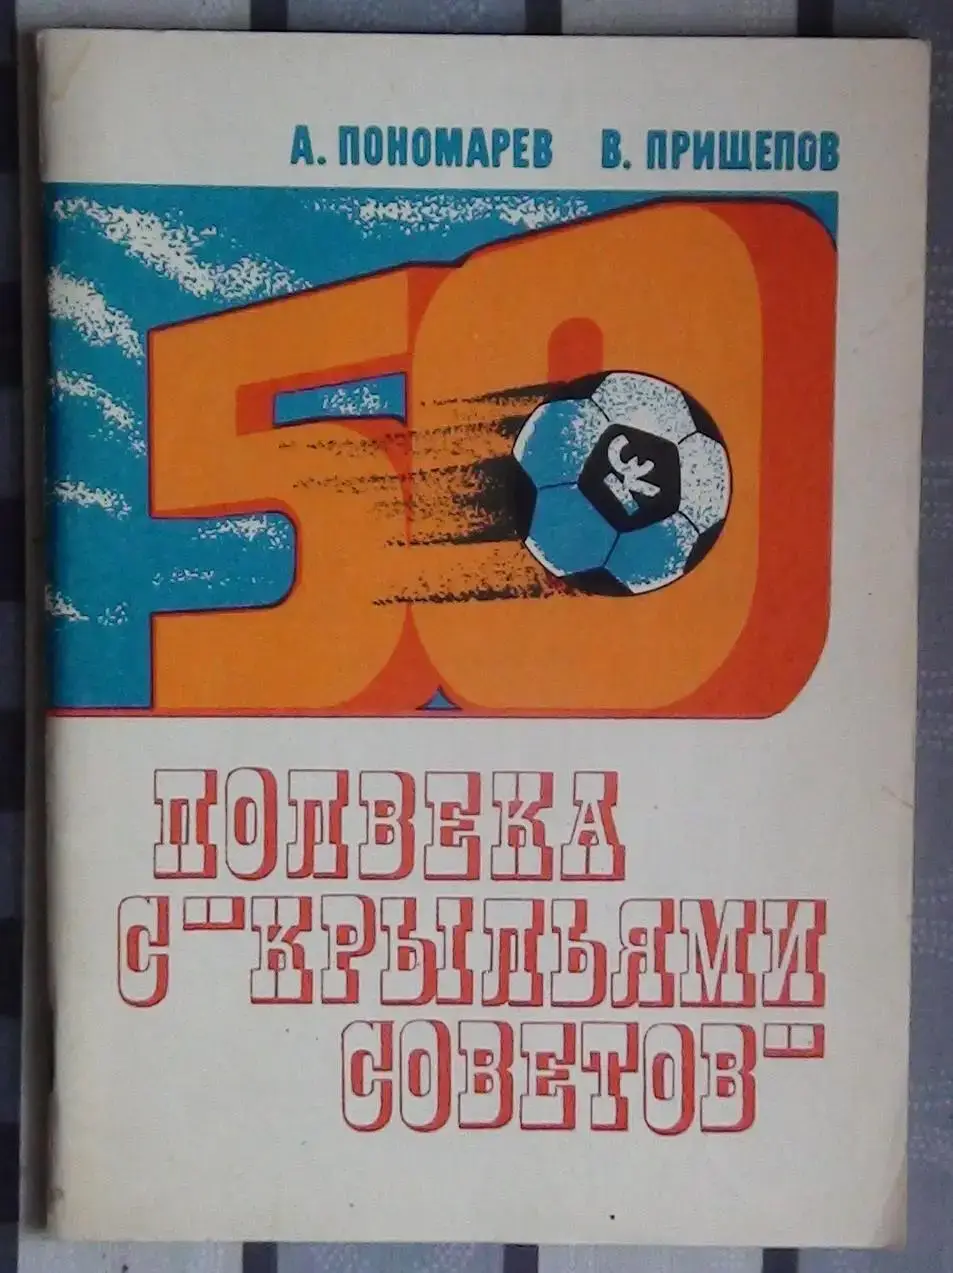 А. ПОНОМАРЕВ В. ПРИЩЕПОВ
50
КС
ПОЛВЕКА
С "КРЫЛЬЯМИ
СОВЕТОВ"